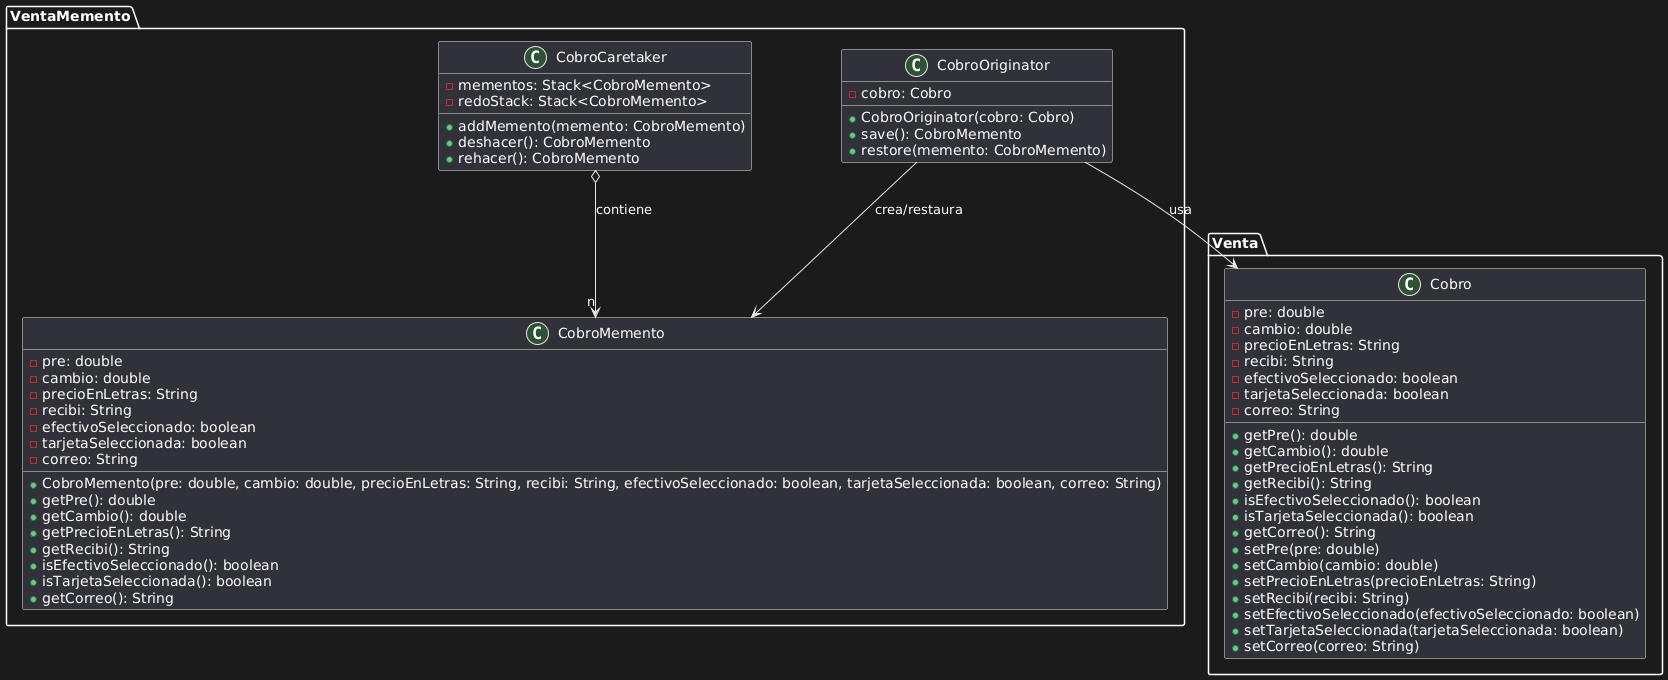 VentaMemento
C CobroCaretaker
mementos: Stack<CobroMemento>
redoStack: Stack<CobroMemento>
addMemento(memento: CobroMemento)
deshacer(): CobroMemento
rehacer(): CobroMemento
C CobroOriginator
cobro: Cobro
CobroOriginator(cobro: Cobro)
save(): CobroMemento
restore(memento: CobroMemento)
contiene
crea/restaura
usa
n
C CobroMemento
pre: double
cambio: double
precioEnLetras: String
recibi: String
efectivoSeleccionado: boolean
tarjetaSeleccionada: boolean
correo: String
CobroMemento(pre: double, cambio: double, precioEnLetras: String, recibi: String, efectivoSeleccionado: boolean, tarjetaSeleccionada: boolean, correo: String)
getPre(): double
getCambio(): double
getPrecioEnLetras(): String
getRecibi(): String
isEfectivoSeleccionado(): boolean
isTarjetaSeleccionada(): boolean
getCorreo(): String
Venta
C Cobro
pre: double
cambio: double
precioEnLetras: String
recibi: String
efectivoSeleccionado: boolean
tarjetaSeleccionada: boolean
correo: String
getPre(): double
getCambio(): double
getPrecioEnLetras(): String
getRecibi(): String
isEfectivoSeleccionado(): boolean
isTarjetaSeleccionada(): boolean
getCorreo(): String
setPre(pre: double)
setCambio(cambio: double)
setPrecioEnLetras(precioEnLetras: String)
setRecibi(recibi: String)
setEfectivoSeleccionado(efectivoSeleccionado: boolean)
setTarjetaSeleccionada(tarjetaSeleccionada: boolean)
setCorreo(correo: String)